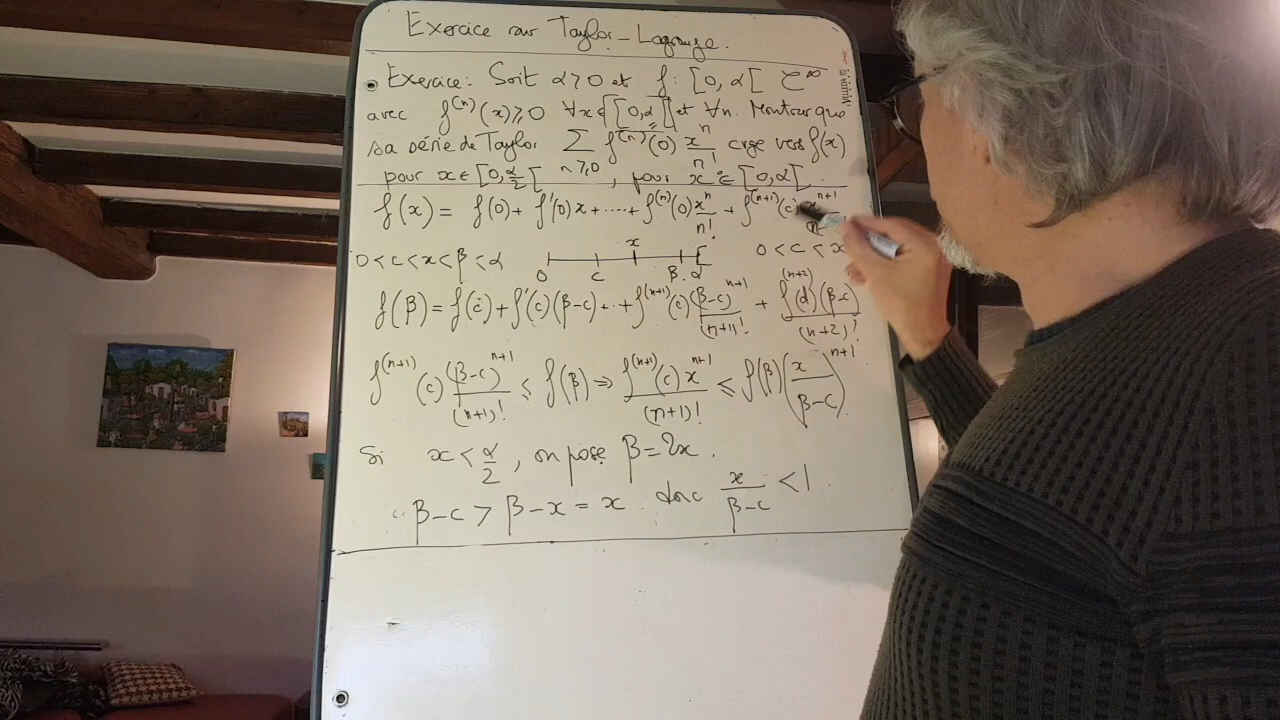 Exercice sur Taylor-Lagrange.
• Exercice: Soit α>0 et f: [0, α[ C^∞
avec f^(n)(x)≥0 ∀x∈[0,α[ et ∀n. Montrer que
sa série de Taylor ∑_{n≥0} f^(n)(0) x^n/n! cvge vers f(x)
pour x∈[0,α/2[ , pour x∈[0,α[.
f(x) = f(0)+ f'(0)x+·····+f^(n)(0)x^n/n! + f^(n+1)(c) x^n+1
0<c<x<β<α 0 c x β α [ 0<c<x
f(β)=f(c)+f'(c)(β-c)+··+f^(n+1)(c)(β-c)^n+1/(n+1)! + f^(n+2)(d)(β-c)/(n+2)!
f^(n+1)(c)(β-c)^n+1/(n+1)! ≤ f(β) ⇒ f^(n+1)(c)x^n+1/(n+1)! ≤ f(β)(x/β-c)^n+1
Si x<α/2, on pose β=2x.
β-c > β-x = x donc x/β-c <1.